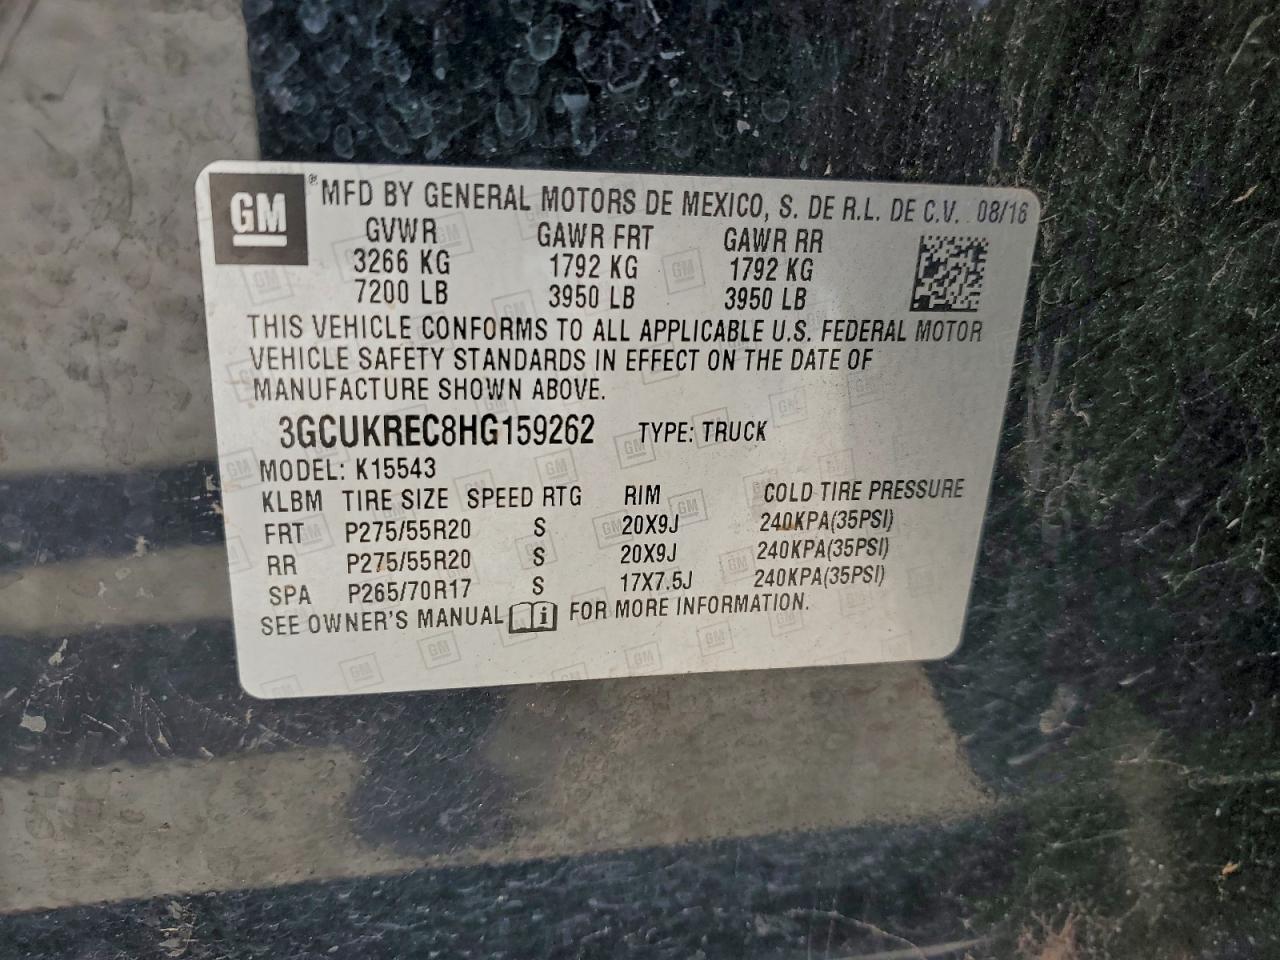 GM ® MFD BY GENERAL MOTORS DE MEXICO, S. DE R.L. DE C.V. 08/16
GVWR GAWR FRT GAWR RR
3266 KG 1792 KG 1792 KG
7200 LB 3950 LB 3950 LB
THIS VEHICLE CONFORMS TO ALL APPLICABLE U.S. FEDERAL MOTOR
VEHICLE SAFETY STANDARDS IN EFFECT ON THE DATE OF
MANUFACTURE SHOWN ABOVE.
3GCUKREC8HG159262 TYPE: TRUCK
MODEL: K15543
KLBM TIRE SIZE SPEED RTG RIM COLD TIRE PRESSURE
FRT P275/55R20 S 20X9J 240KPA(35PSI)
RR P275/55R20 S 20X9J 240KPA(35PSI)
SPA P265/70R17 S 17X7.5J 240KPA(35PSI)
SEE OWNER'S MANUAL FOR MORE INFORMATION.